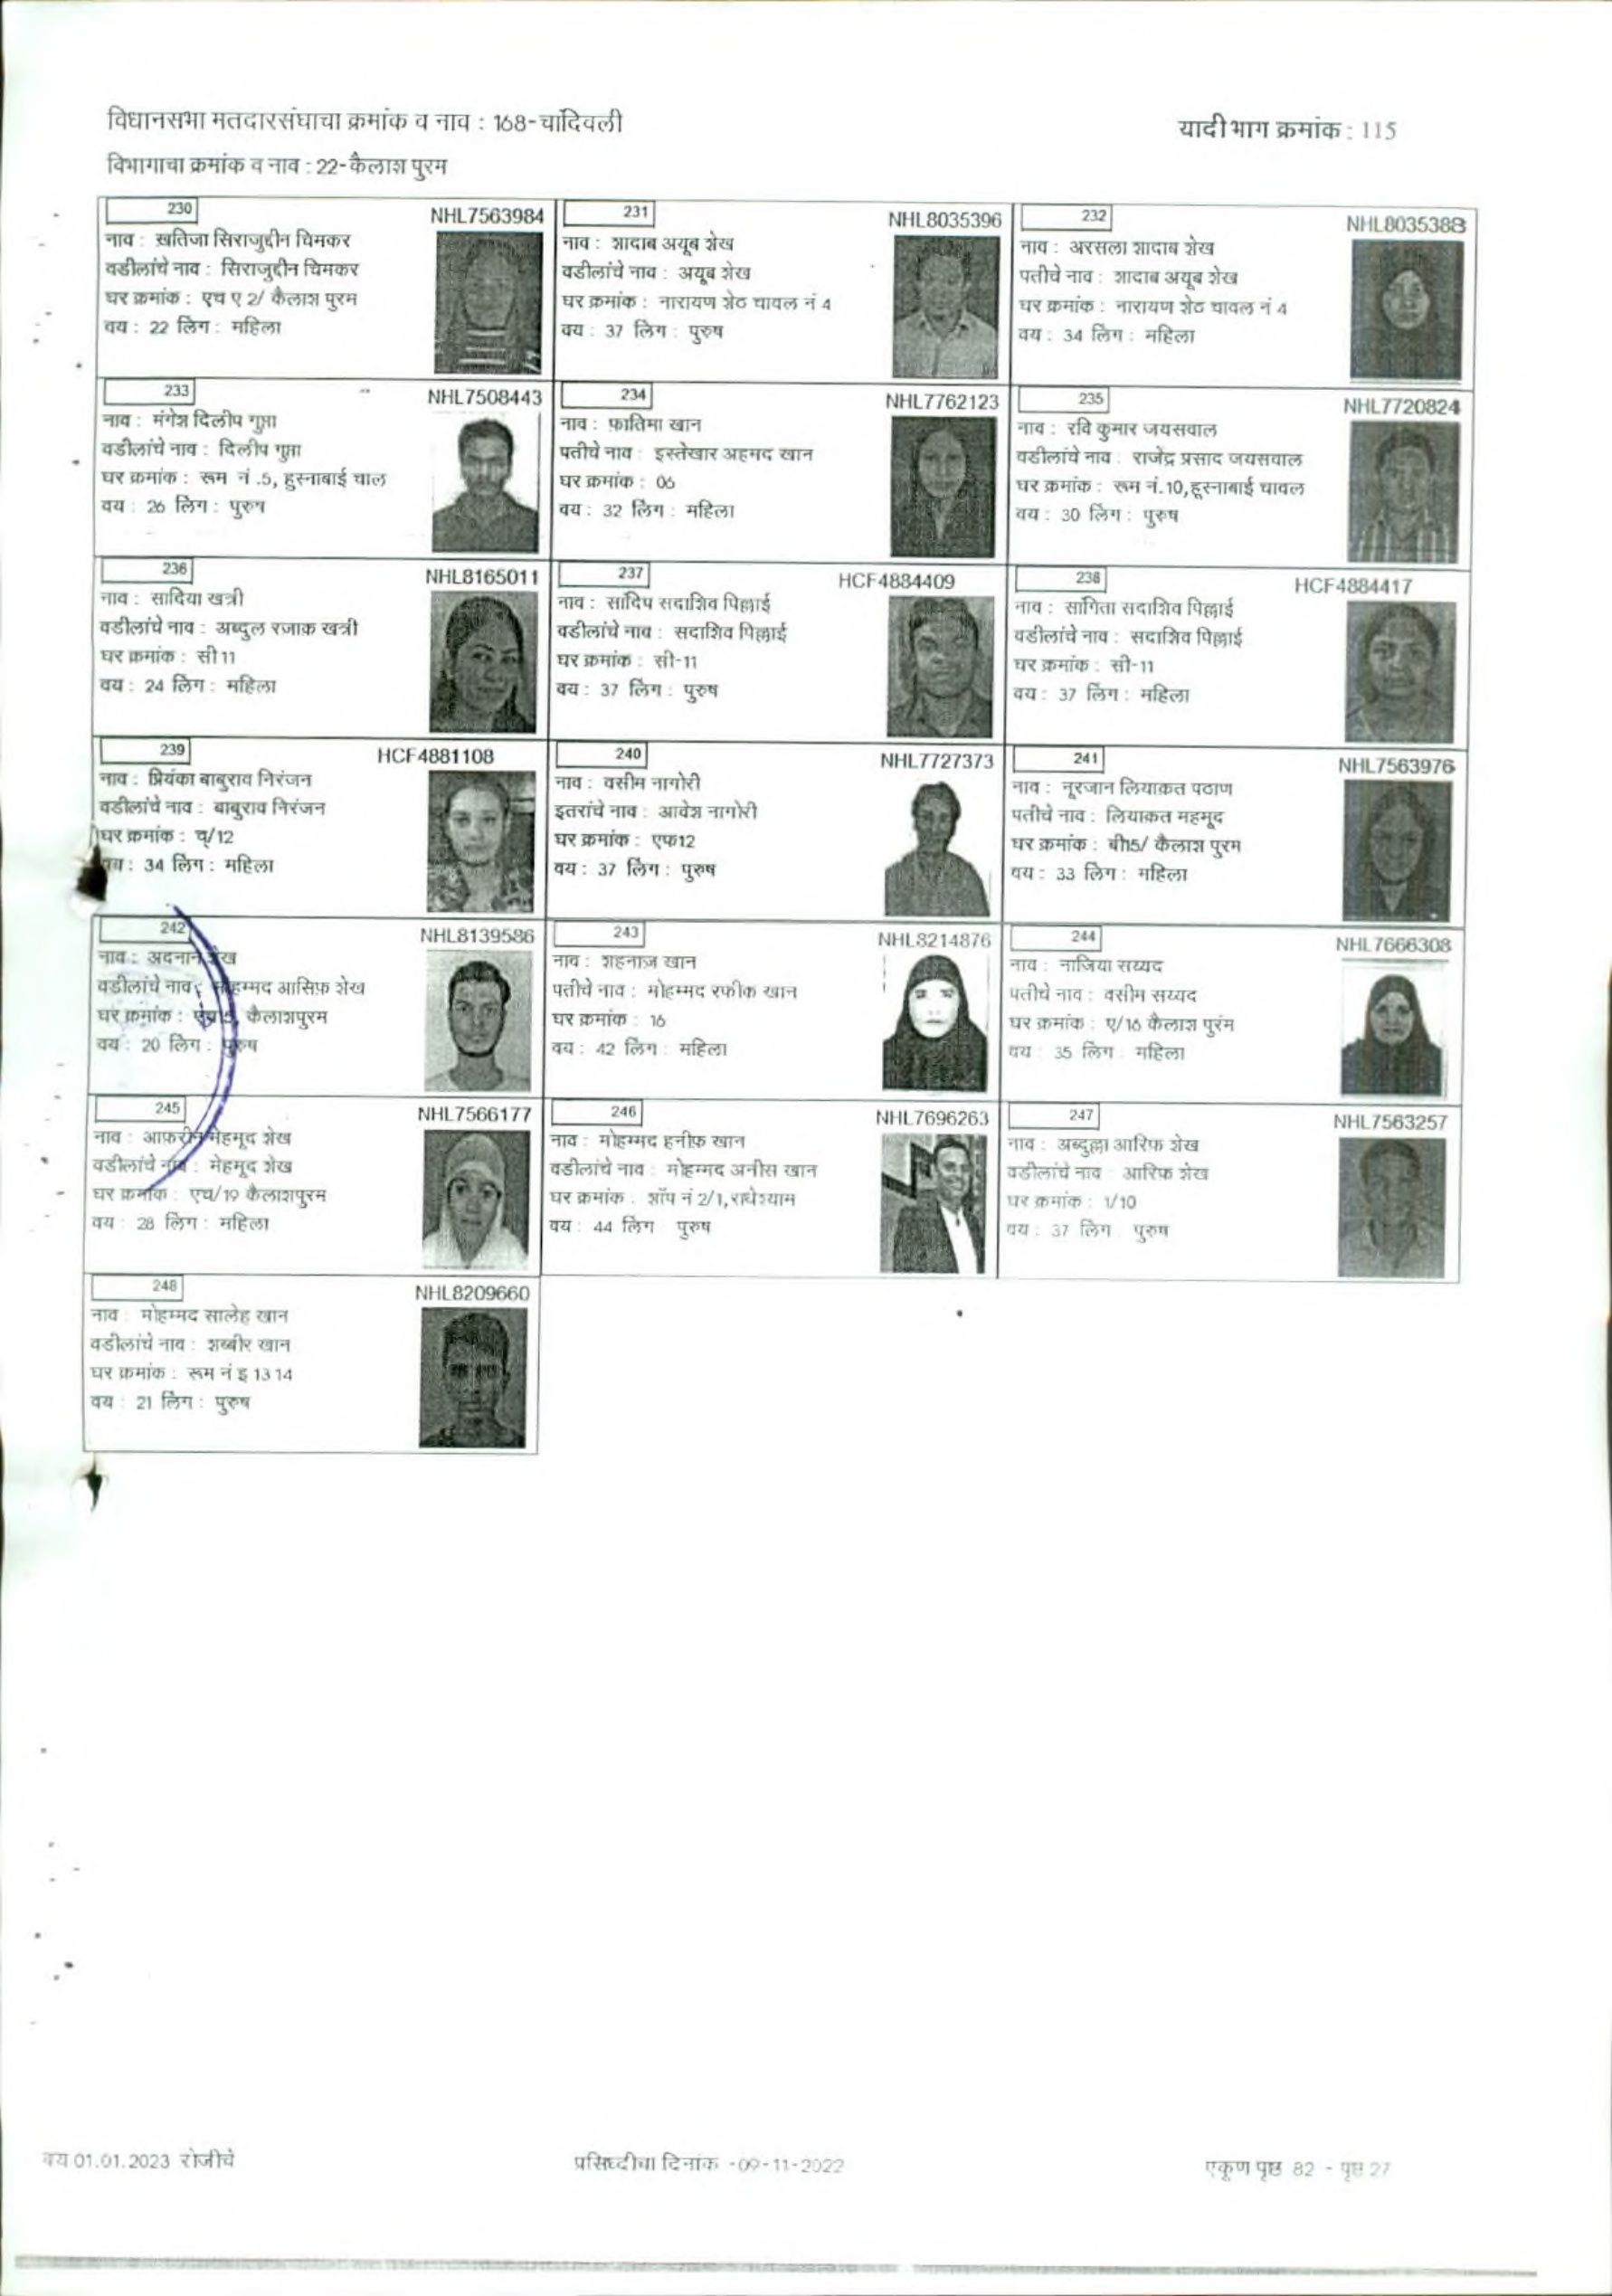 विधानसभा मतदारसंघाचा क्रमांक व नाव : 168-चांदिवली
यादी भाग क्रमांक : 115
विभागाचा क्रमांक व नाव : 22-कैलाश पुरम
230
NHL7563984
नाव : ख़तिजा सिराजुद्दीन चिमकर
वडीलांचे नाव : सिराजुद्दीन चिमकर
घर क्रमांक : एच ए 2/ कैलाश पुरम
वय : 22 लिंग : महिला
231
NHL8035396
नाव : शादाब अयूब शेख
वडीलांचे नाव : अयूब शेख
घर क्रमांक : नारायण शेठ चावल नं 4
वय : 37 लिंग : पुरुष
232
NHL8035388
नाव : अरसला शादाब शेख
पतीचे नाव : शादाब अयूब शेख
घर क्रमांक : नारायण शेठ चावल नं 4
वय : 34 लिंग : महिला
233
NHL7508443
नाव : मंगेश दिलीप गुप्ता
वडीलांचे नाव : दिलीप गुप्ता
घर क्रमांक : रूम नं .5, हुस्नाबाई चाल
वय : 26 लिंग : पुरुष
234
NHL7762123
नाव : फ़ातिमा खान
पतीचे नाव : इस्तेखार अहमद खान
घर क्रमांक : 06
वय : 32 लिंग : महिला
235
NHL7720824
नाव : रवि कुमार जयसवाल
वडीलांचे नाव : राजेंद्र प्रसाद जयसवाल
घर क्रमांक : रूम नं.10,हूस्नाबाई चावल
वय : 30 लिंग : पुरुष
236
NHL8165011
नाव : सादिया खत्री
वडीलांचे नाव : अब्दुल रजाक़ खत्री
घर क्रमांक : सी 11
वय : 24 लिंग : महिला
237
HCF4884409
नाव : सांदिप सदाशिव पिल्लाई
वडीलांचे नाव : सदाशिव पिल्लाई
घर क्रमांक : सी-11
वय : 37 लिंग : पुरुष
238
HCF4884417
नाव : सांगिता सदाशिव पिल्लाई
वडीलांचे नाव : सदाशिव पिल्लाई
घर क्रमांक : सी-11
वय : 37 लिंग : महिला
239
HCF4881108
नाव : प्रियंका बाबुराव निरंजन
वडीलांचे नाव : बाबुराव निरंजन
घर क्रमांक : च्/12
वय : 34 लिंग : महिला
240
NHL7727373
नाव : वसीम नागोरी
इतरांचे नाव : आवेश नागोरी
घर क्रमांक : एफ12
वय : 37 लिंग : पुरुष
241
NHL7563976
नाव : नूरजान लियाक़त पठाण
पतीचे नाव : लियाक़त महमूद
घर क्रमांक : बी15/ कैलाश पुरम
वय : 33 लिंग : महिला
242
NHL8139586
नाव : अदनान शेख
वडीलांचे नाव : मोहम्मद आसिफ़ शेख
घर क्रमांक : कैलाशपुरम
वय : 20 लिंग : पुरुष
243
NHL8214876
नाव : शहनाज़ खान
पतीचे नाव : मोहम्मद रफीक खान
घर क्रमांक : 16
वय : 42 लिंग : महिला
244
NHL7666308
नाव : नाजिया सय्यद
पतीचे नाव : वसीम सय्यद
घर क्रमांक : ए/16 कैलाश पुरंम
वय : 35 लिंग : महिला
245
NHL7566177
नाव : आफ़रीन मेहमूद शेख
वडीलांचे नाव : मेहमूद शेख
घर क्रमांक : एच/19 कैलाशपुरम
वय : 28 लिंग : महिला
246
NHL7696263
नाव : मोहम्मद हनीफ़ खान
वडीलांचे नाव : मोहम्मद अनीस खान
घर क्रमांक : शॉप नं 2/1,राधेश्याम
वय : 44 लिंग पुरुष
247
NHL7563257
नाव : अब्दुल्ला आरिफ़ शेख
वडीलांचे नाव : आरिफ़ शेख
घर क्रमांक : 1/10
वय : 37 लिंग पुरुष
248
NHL8209660
नाव : मोहम्मद सालेह खान
वडीलांचे नाव : शब्बीर खान
घर क्रमांक : रूम नं इ 13 14
वय : 21 लिंग : पुरुष
वय 01.01.2023 रोजीचे
प्रसिध्दीचा दिनांक -09-11-2022
एकूण पृष्ठ 82 - पृष्ठ 27